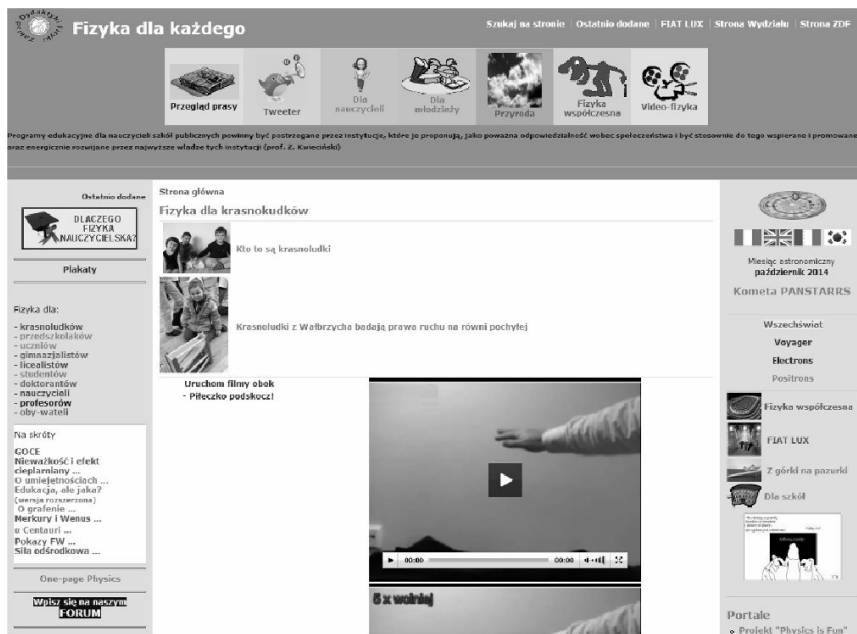 Zakład Dydaktyki Fizyki
Fizyka dla każdego
Szukaj na stronie | Ostatnio dodane | FIAT LUX | Strona Wydziału | Strona ZDF
Przegląd prasy
Tweeter
Dla nauczycieli
Dla młodzieży
Przyroda
Fizyka współczesna
Video-fizyka
Programy edukacyjne dla nauczycieli szkół publicznych powinny być postrzegane przez instytucje, które je proponują, jako poważna odpowiedzialność wobec społeczeństwa i być stosownie do tego wspierane i promowane
oraz energicznie rozwijane przez najwyższe władze tych instytucji (prof. Z. Kwieciński)
Ostatnio dodane
DLACZEGO
FIZYKA
NAUCZYCIELSKA?
Plakaty
Fizyka dla:
- krasnoludków
- przedszkolaków
- uczniów
- gimnazjalistów
- licealistów
- studentów
- doktorantów
- nauczycieli
- profesorów
- oby-wateli
Na skróty
GOCE
Nieważkość i efekt
cieplarniany ...
O umiejętnościach ...
Edukacja, ale jaka?
(wersja rozszerzona)
O grafenie ...
Merkury i Wenus ...
α Centauri ...
Pokazy FW ...
Siła odśrodkowa ...
One-page Physics
Wpisz się na naszym
FORUM
Strona główna
Fizyka dla krasnokudków
Kto to są krasnoludki
Krasnoludki z Wałbrzycha badają prawa ruchu na równi pochyłej
Uruchom filmy obok
- Piłeczko podskocz!
00:00
00:00
5 x wolniej
Miesiąc astronomiczny
październik 2014
Kometa PANSTARRS
Wszechświat
Voyager
Electrons
Positrons
Fizyka współczesna
FIAT LUX
Z górki na pazurki
Dla szkół
Portale
Projekt "Physics is Fun"